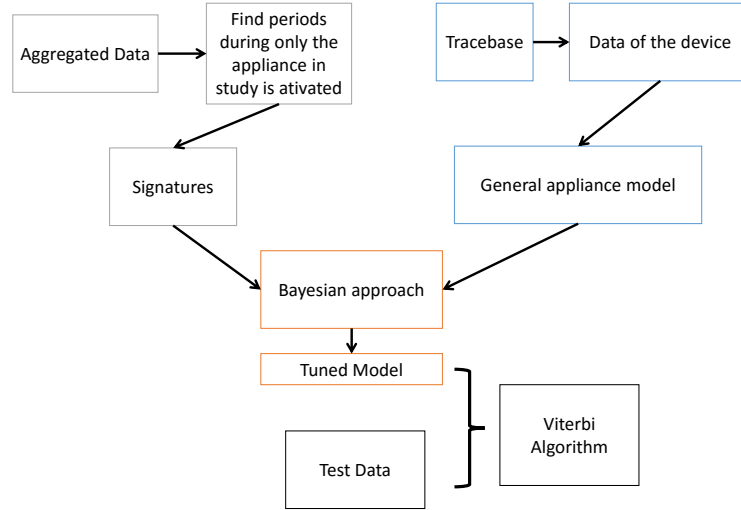 Aggregated Data
Find periods
during only the
appliance in
study is ativated
Tracebase
Data of the device
Signatures
General appliance model
Bayesian approach
Tuned Model
Viterbi
Algorithm
Test Data